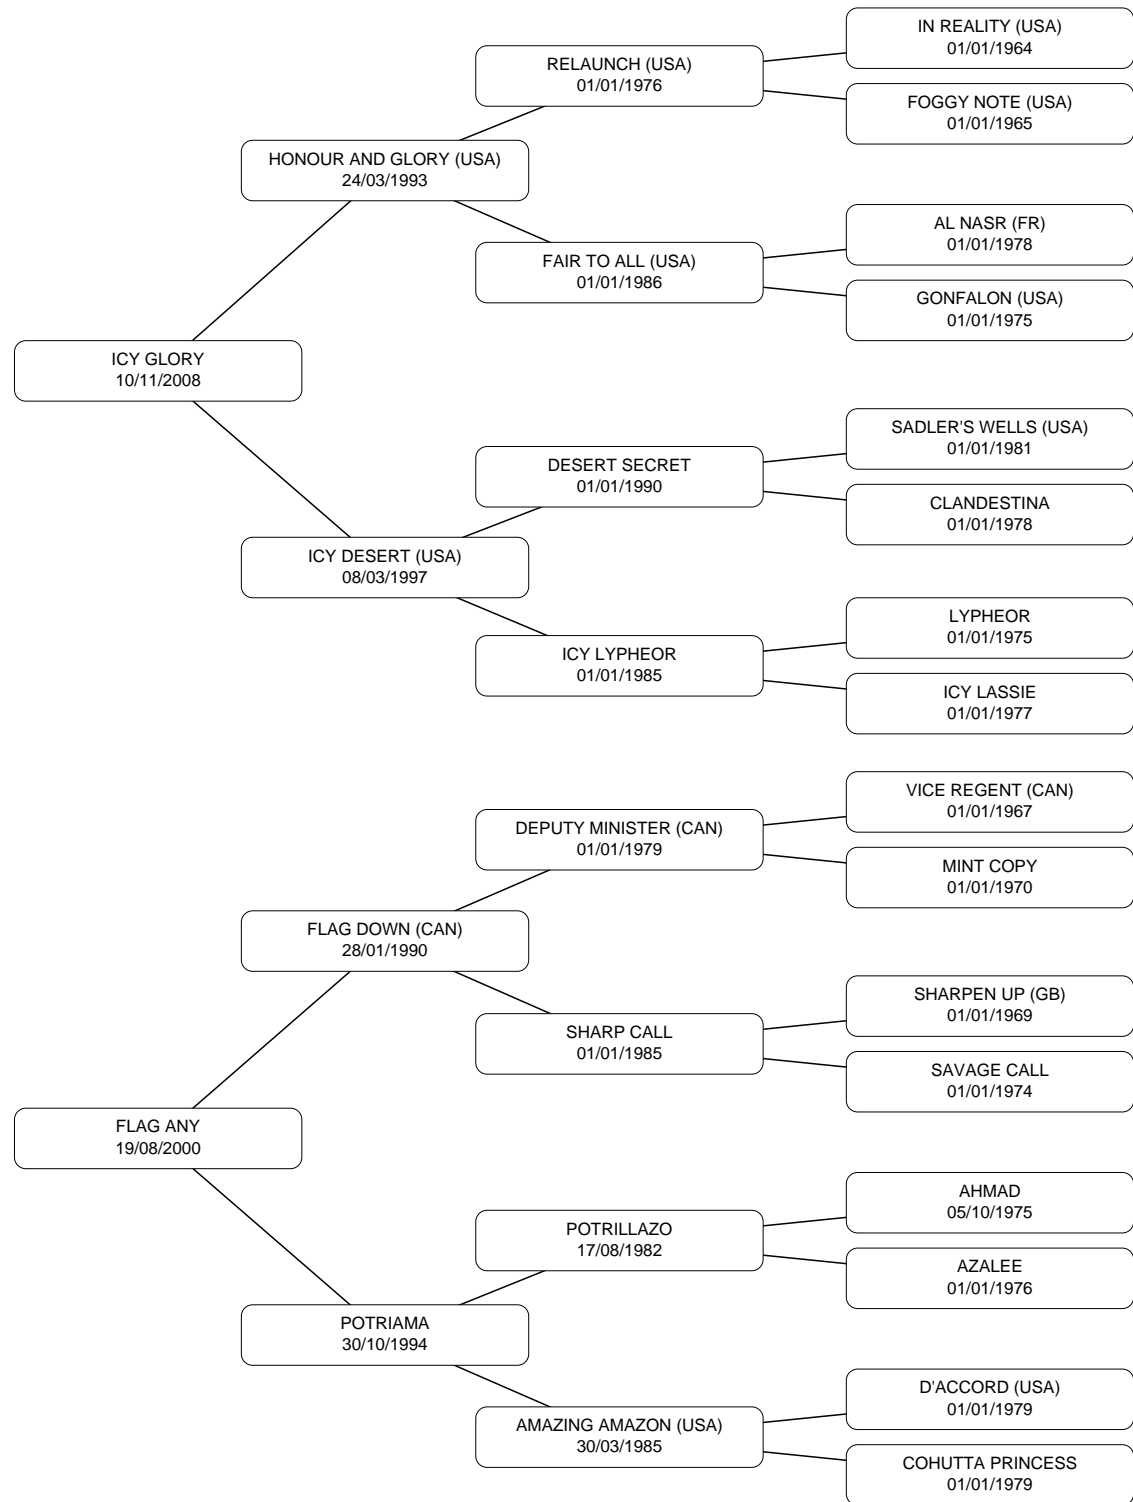 IN REALITY (USA)
01/01/1964
RELAUNCH (USA)
01/01/1976
FOGGY NOTE (USA)
01/01/1965
HONOUR AND GLORY (USA)
24/03/1993
AL NASR (FR)
01/01/1978
FAIR TO ALL (USA)
01/01/1986
GONFALON (USA)
01/01/1975
ICY GLORY
10/11/2008
SADLER'S WELLS (USA)
01/01/1981
DESERT SECRET
01/01/1990
CLANDESTINA
01/01/1978
ICY DESERT (USA)
08/03/1997
LYPHEOR
01/01/1975
ICY LYPHEOR
01/01/1985
ICY LASSIE
01/01/1977
VICE REGENT (CAN)
01/01/1967
DEPUTY MINISTER (CAN)
01/01/1979
MINT COPY
01/01/1970
FLAG DOWN (CAN)
28/01/1990
SHARPEN UP (GB)
01/01/1969
SHARP CALL
01/01/1985
SAVAGE CALL
01/01/1974
FLAG ANY
19/08/2000
AHMAD
05/10/1975
POTRILLAZO
17/08/1982
AZALEE
01/01/1976
POTRIAMA
30/10/1994
D'ACCORD (USA)
01/01/1979
AMAZING AMAZON (USA)
30/03/1985
COHUTTA PRINCESS
01/01/1979